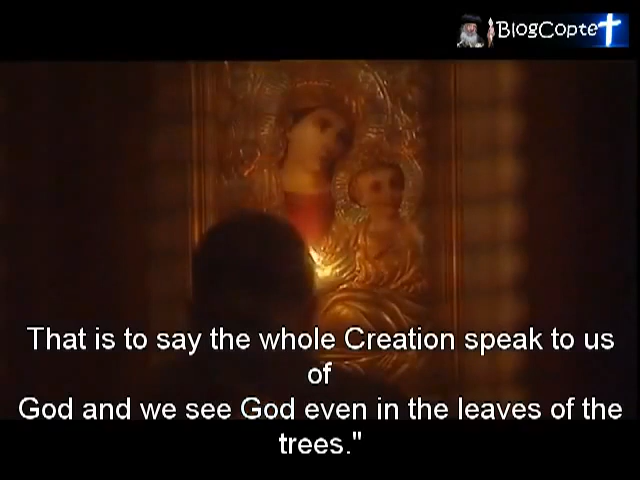 BlogCopte
That is to say the whole Creation speak to us
of
God and we see God even in the leaves of the
trees."